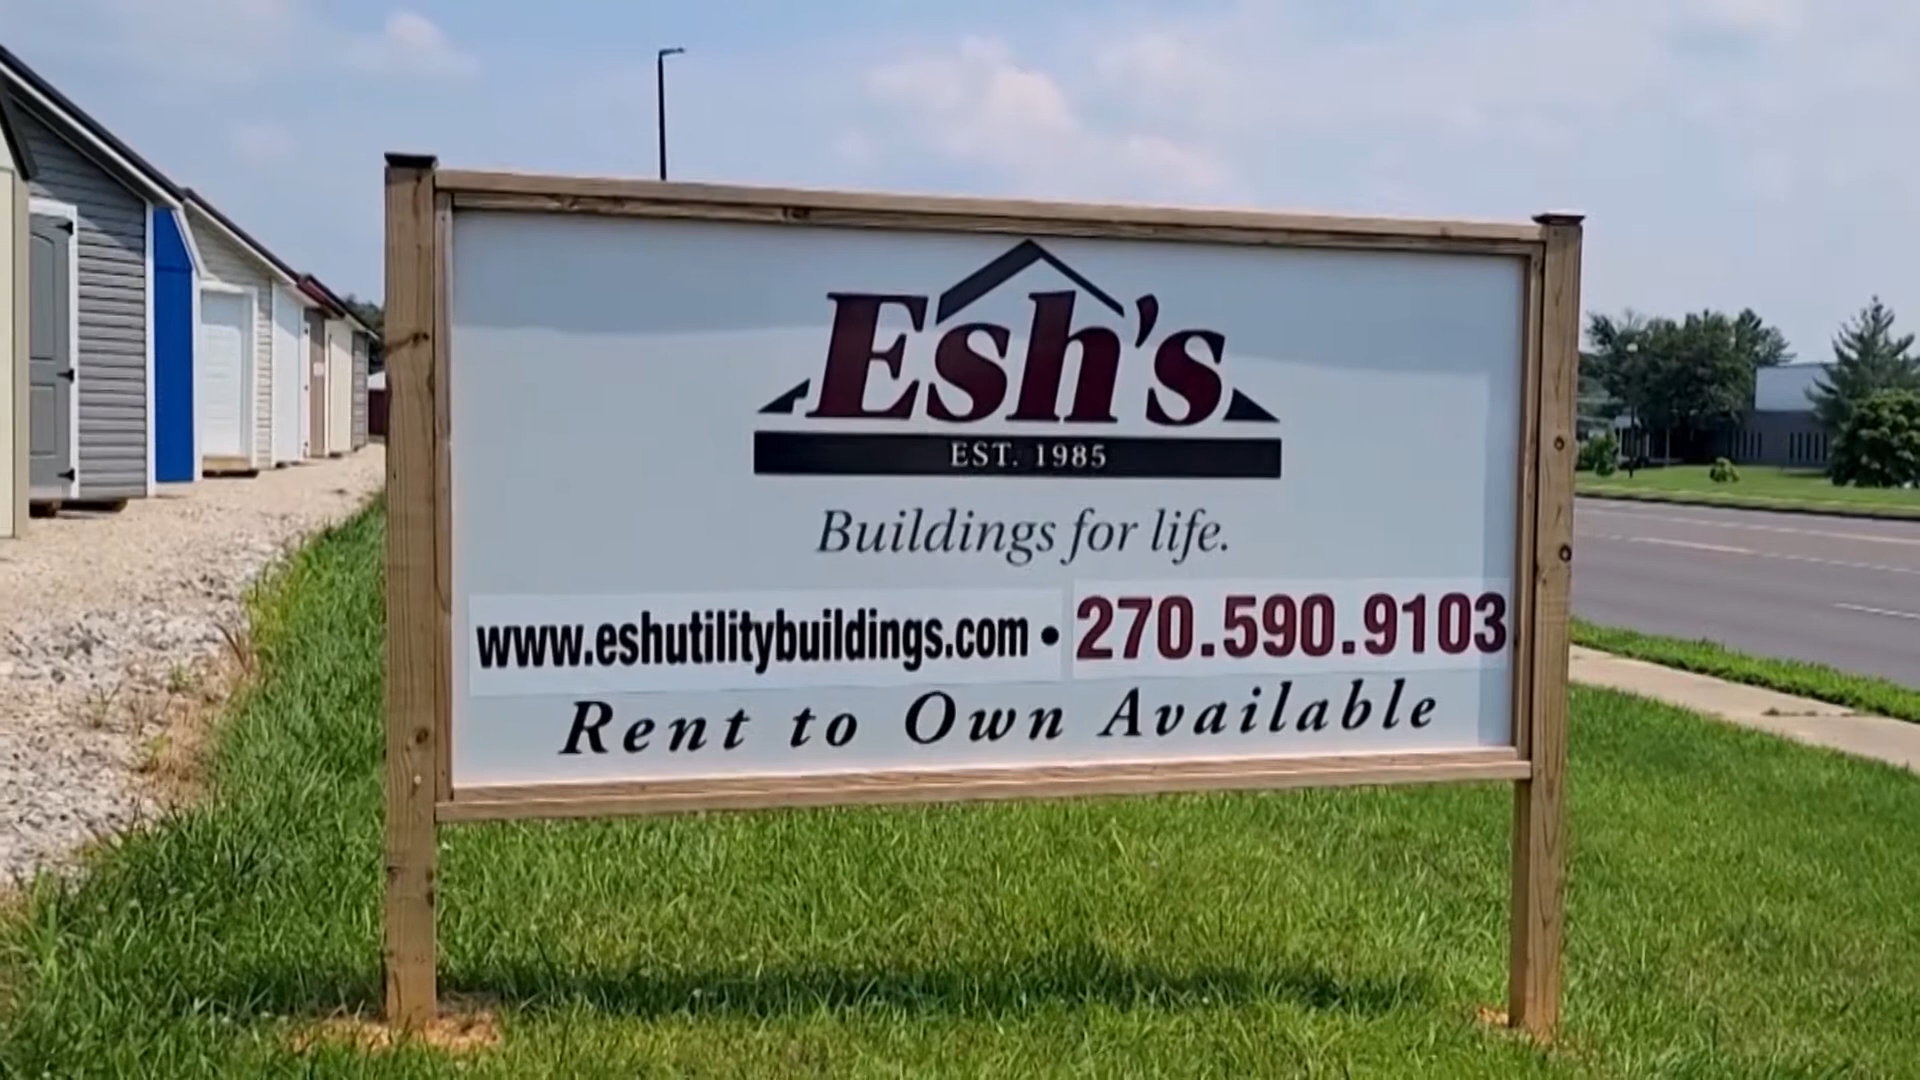 Esh's
EST. 1985
Buildings for life.
www.eshutilitybuildings.com • 270.590.9103
Rent to Own Available